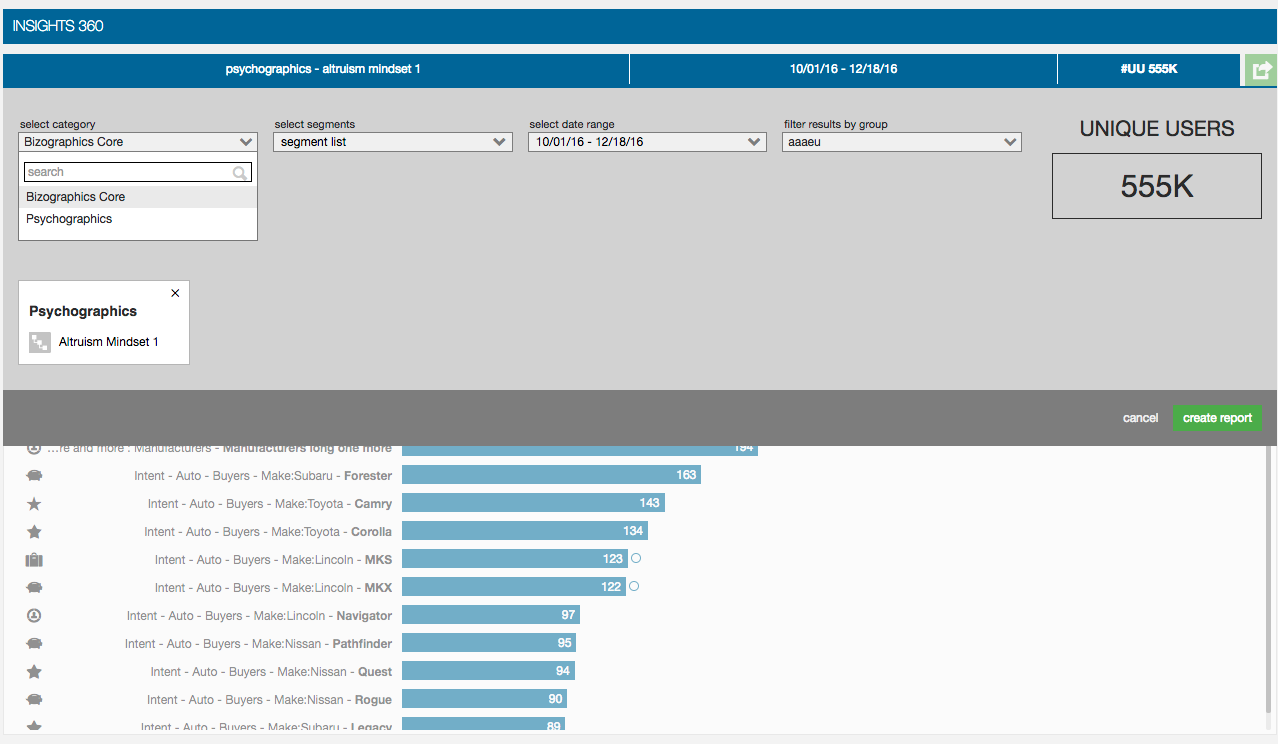 INSIGHTS 360
psychographics - altruism mindset 1 10/01/16 - 12/18/16 #UU 555K
select category select segments select date range filter results by group
Bizographics Core segment list 10/01/16 - 12/18/16 aaaeu
UNIQUE USERS
555K
search
Bizographics Core
Psychographics
Psychographics
Altruism Mindset 1
cancel create report
...re and more : Manufacturers - Manufacturers long one more 194
Intent - Auto - Buyers - Make:Subaru - Forester 163
Intent - Auto - Buyers - Make:Toyota - Camry 143
Intent - Auto - Buyers - Make:Toyota - Corolla 134
Intent - Auto - Buyers - Make:Lincoln - MKS 123
Intent - Auto - Buyers - Make:Lincoln - MKX 122
Intent - Auto - Buyers - Make:Lincoln - Navigator 97
Intent - Auto - Buyers - Make:Nissan - Pathfinder 95
Intent - Auto - Buyers - Make:Nissan - Quest 94
Intent - Auto - Buyers - Make:Nissan - Rogue 90
Intent - Auto - Buyers - Make:Subaru - Legacy 89